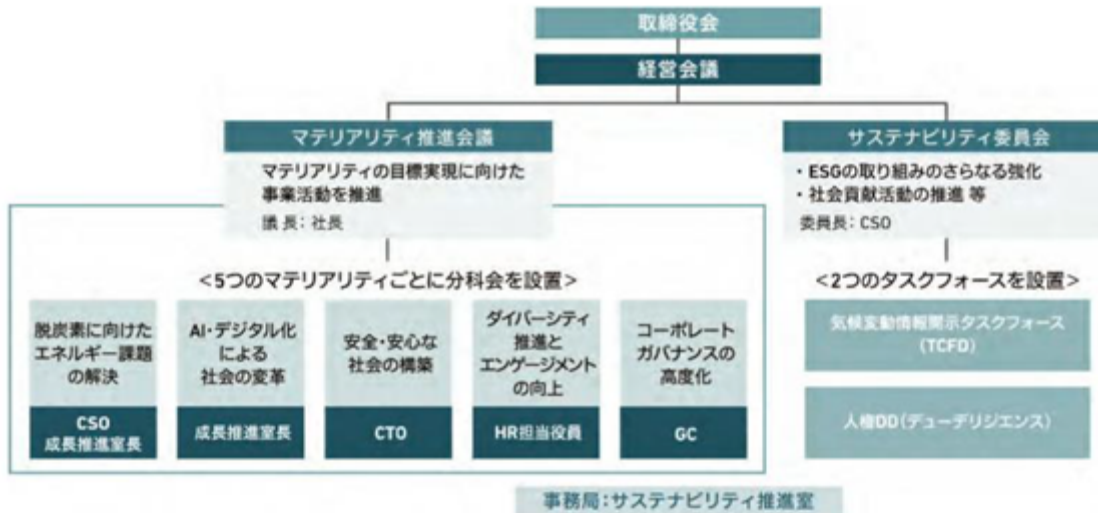 取締役会
経営会議
マテリアリティ推進会議
マテリアリティの目標実現に向けた
事業活動を推進
議長：社長
<5つのマテリアリティごとに分科会を設置>
脱炭素に向けた
エネルギー課題
の解決
CSO
成長推進室長
AI・デジタル化
による
社会の変革
成長推進室長
安全・安心な
社会の構築
CTO
ダイバーシティ
推進と
エンゲージメント
の向上
HR担当役員
コーポレート
ガバナンスの
高度化
GC
サステナビリティ委員会
・ESGの取り組みのさらなる強化
・社会貢献活動の推進 等
委員長：CSO
<2つのタスクフォースを設置>
気候変動情報開示タスクフォース
(TCFD)
人権DD(デューデリジエンス)
事務局：サステナビリティ推進室